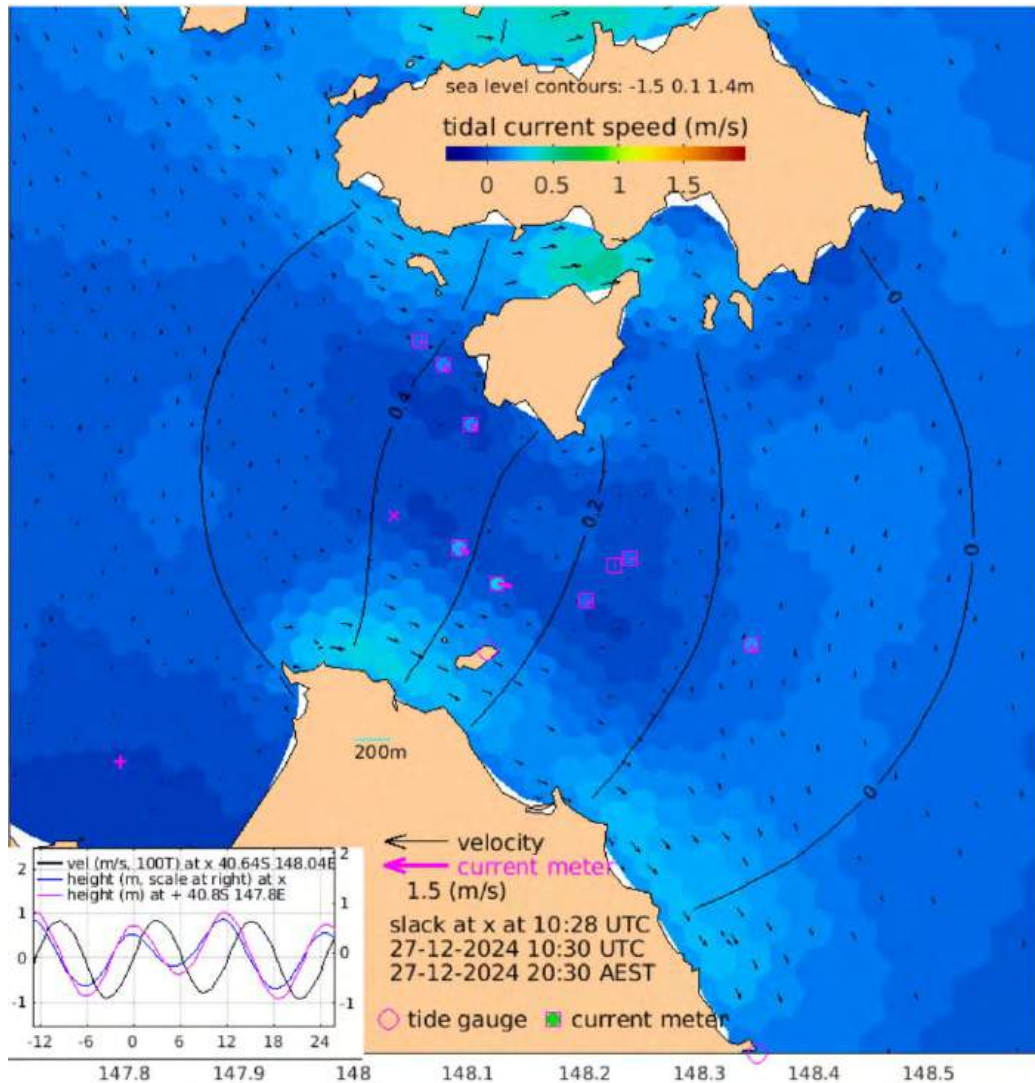 sea level contours: -1.5 0.1 1.4m
tidal current speed (m/s)
0 0.5 1 1.5
0
0.4
0.2
0
0
200m
velocity
current meter
1.5 (m/s)
slack at x at 10:28 UTC
27-12-2024 10:30 UTC
27-12-2024 20:30 AEST
tide gauge current meter
vel (m/s, 100T) at x 40.64S 148.04E
height (m, scale at right) at x
height (m) at + 40.8S 147.8E
2 2
1 1
0 0
-1 -1
-12 -6 0 6 12 18 24
147.8 147.9 148 148.1 148.2 148.3 148.4 148.5